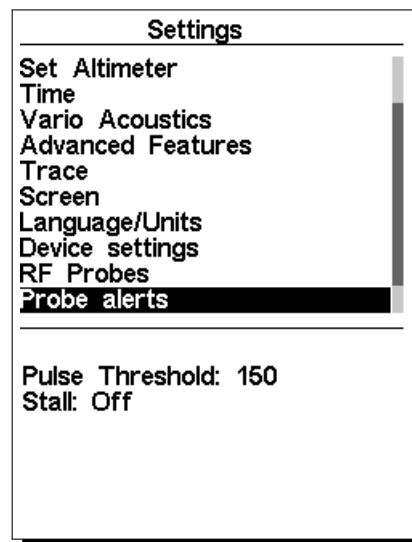 Settings
Set Altimeter
Time
Vario Acoustics
Advanced Features
Trace
Screen
Language/Units
Device settings
RF Probes
Probe alerts
Pulse Threshold: 150
Stall: Off